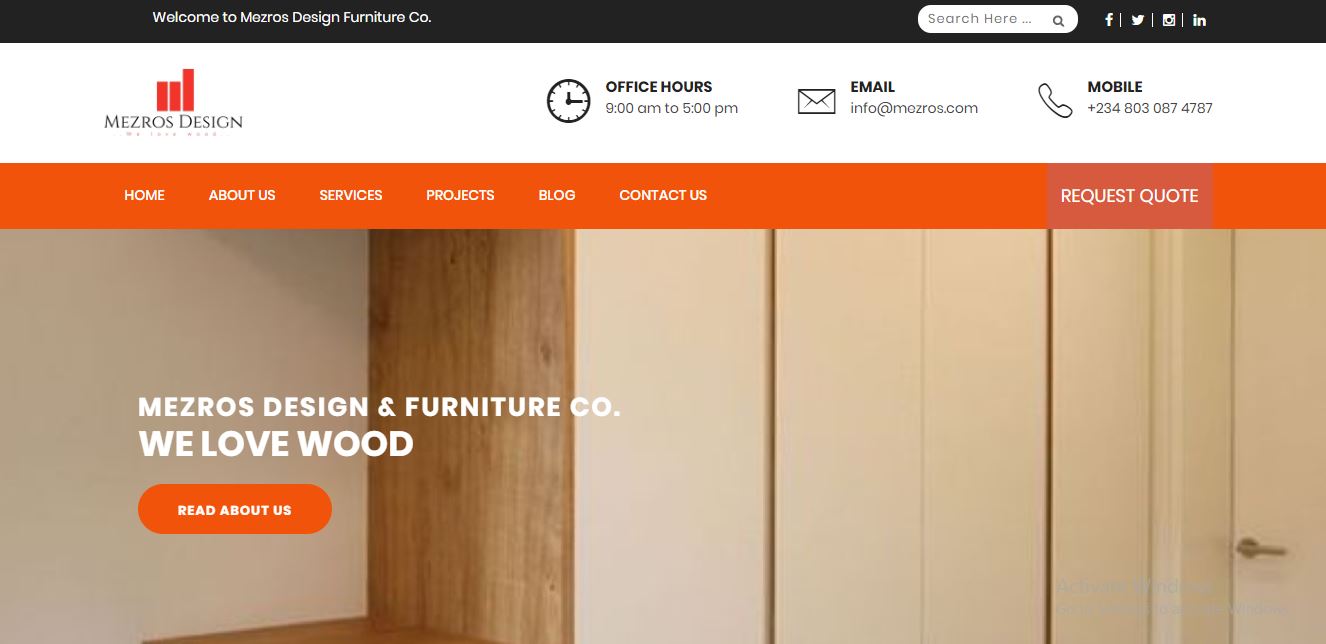 Welcome to Mezros Design Furniture Co.
Search Here ...
MEZROS DESIGN
..We love wood..
OFFICE HOURS
9:00 am to 5:00 pm
EMAIL
info@mezros.com
MOBILE
+234 803 087 4787
HOME ABOUT US SERVICES PROJECTS BLOG CONTACT US REQUEST QUOTE
MEZROS DESIGN & FURNITURE CO.
WE LOVE WOOD
READ ABOUT US
Activate Windows
Go to Settings to activate Windows.